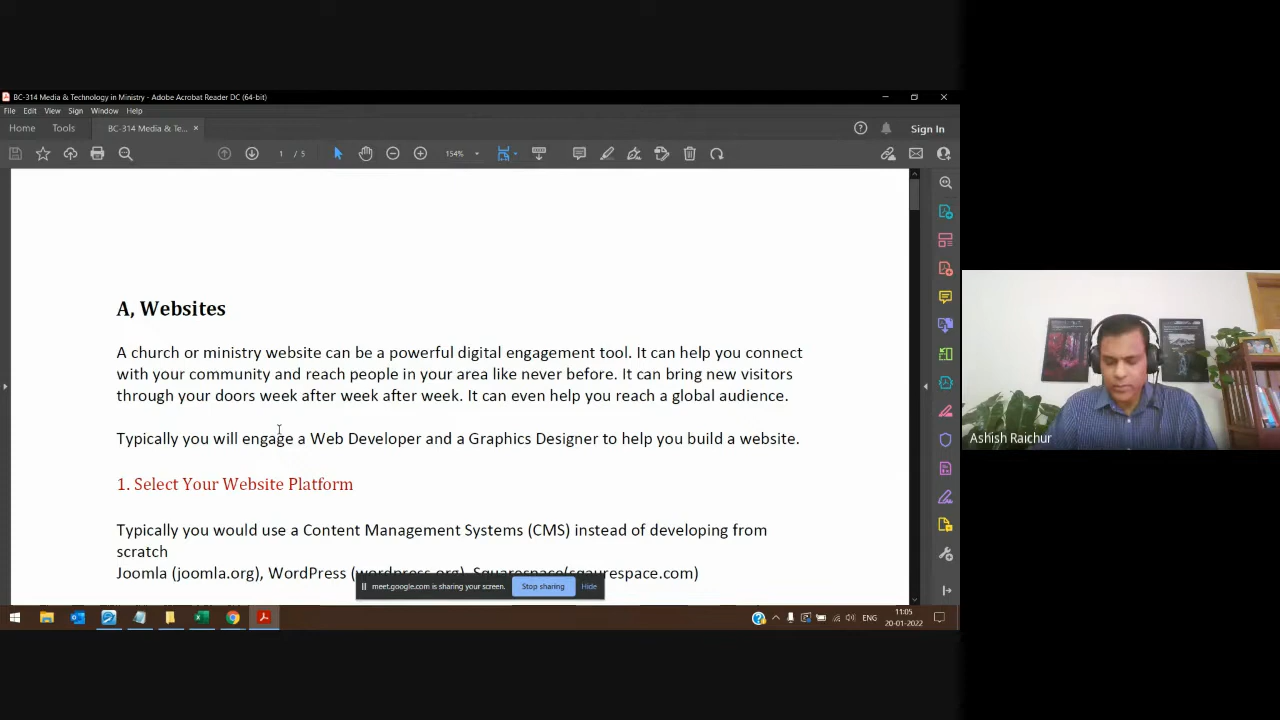 BC-314 Media & Technology in Ministry - Adobe Acrobat Reader DC (64-bit)
File Edit View Sign Window Help
Home Tools BC-314 Media & Te... × Sign In
1 / 5 154%
A, Websites
A church or ministry website can be a powerful digital engagement tool. It can help you connect
with your community and reach people in our area like never before. It can bring new visitors
through your doors week after week after week. It can even help you reach a global audience.
Typically you will engage a Web Developer and a Graphics Designer to help you build a website.
Ashish Raichur
1. Select Your Website Platform
Typically you would use a Content Management Systems (CMS) instead of developing from
scratch
Joomla (joomla.org), WordPress (wordpress.org), Squarespace(sqaurespace.com)
meet.google.com is sharing your screen. Stop sharing Hide
ENG 11:05
20-01-2022